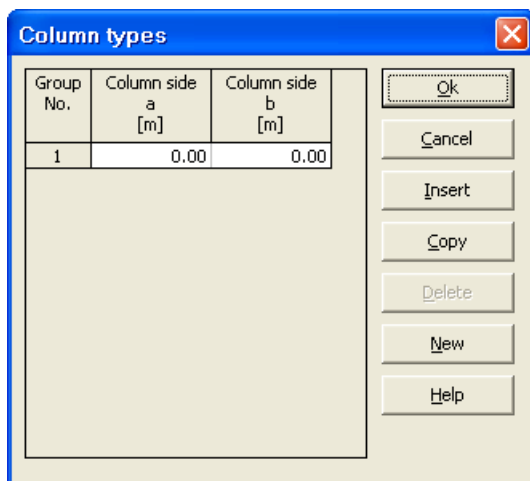 Column types
Group No. Column side a [m] Column side b [m]
1 0.00 0.00
Ok
Cancel
Insert
Copy
Delete
New
Help